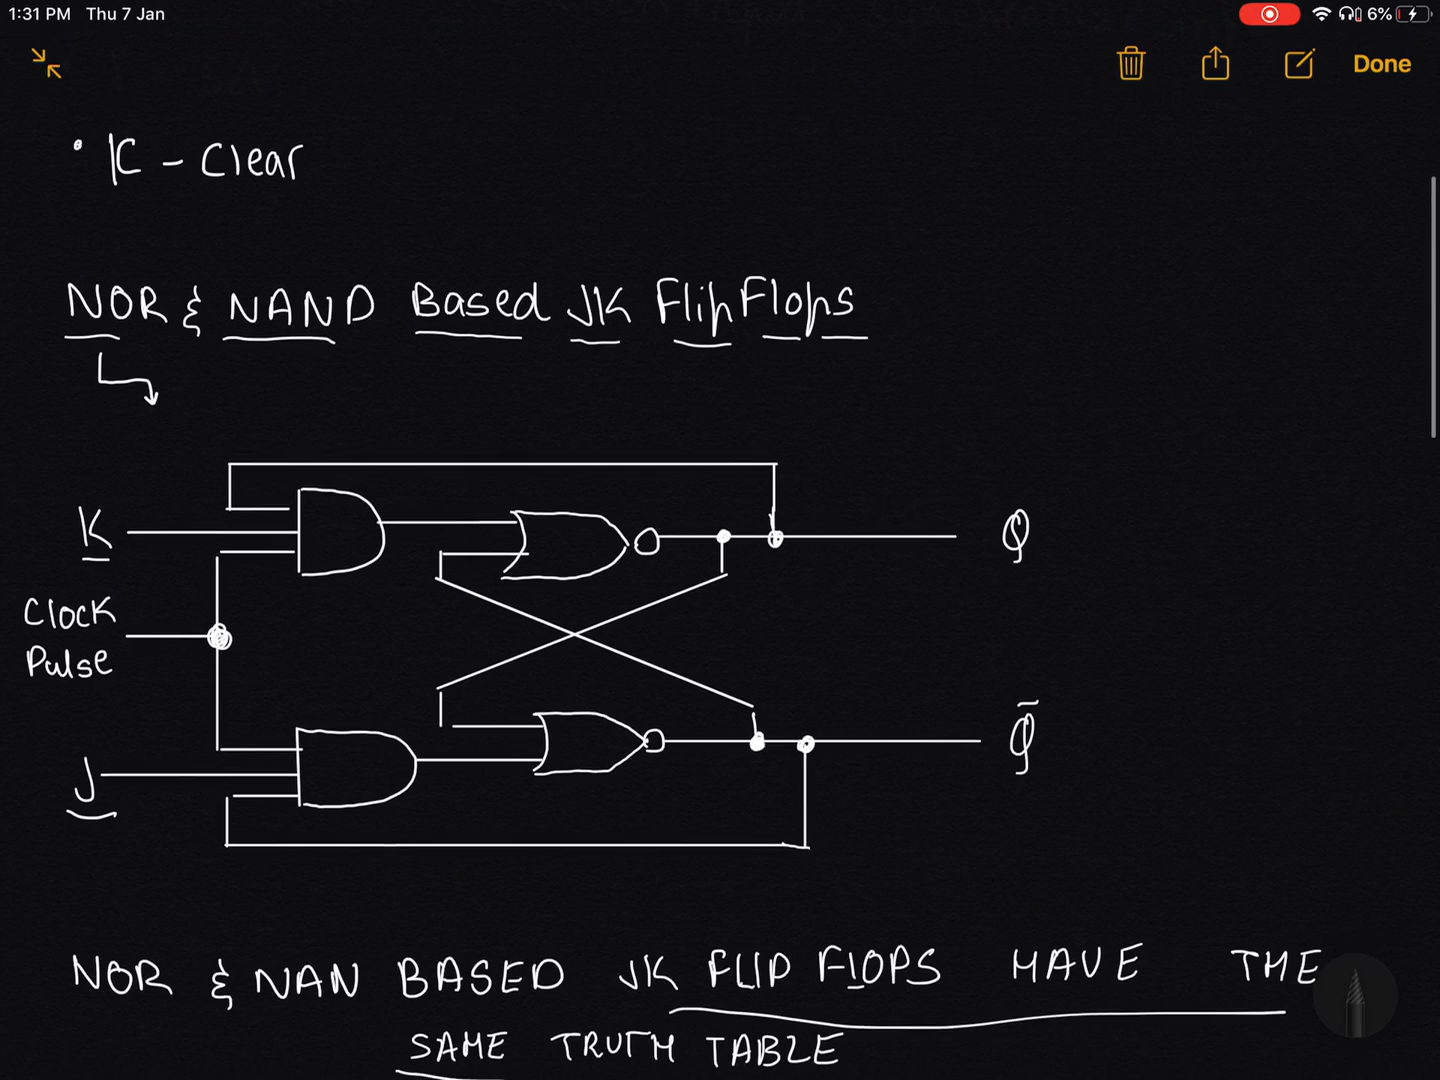 1:31 PM Thu 7 Jan
6%
Done
• K - Clear
NOR & NAND Based JK FlipFlops
K
Q
Clock
Pulse
Q̄
J
NOR & NAN BASED JK FLIP FLOPS HAVE THE
SAME TRUTH TABLE